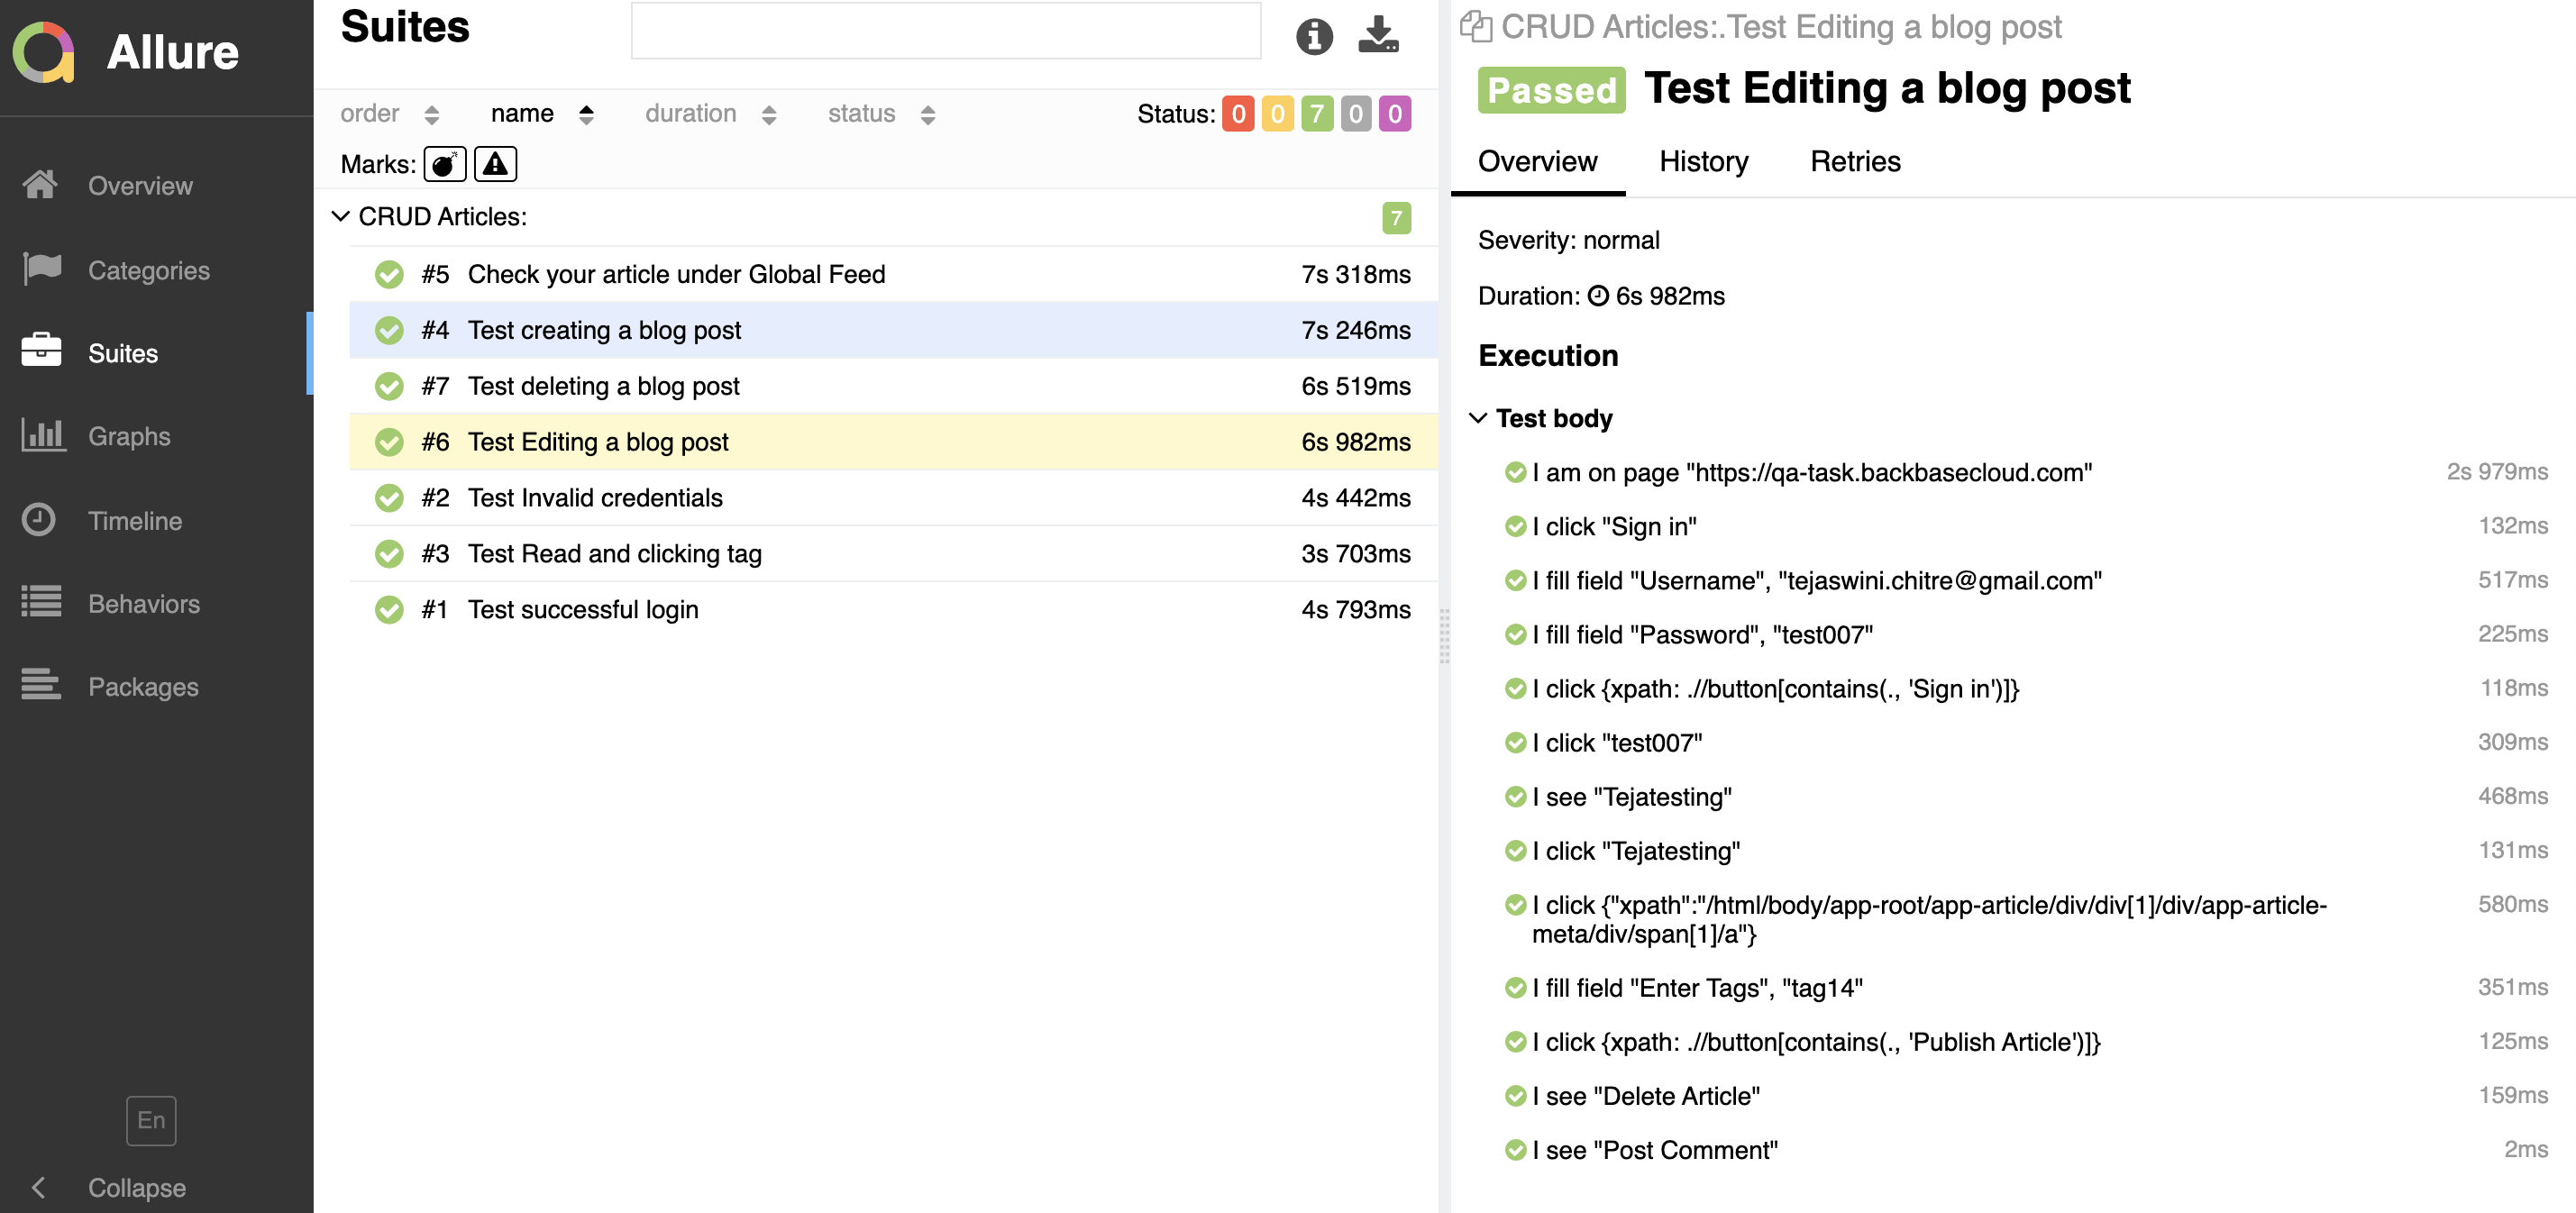 Allure
Overview
Categories
Suites
Graphs
Timeline
Behaviors
Packages
En
Collapse
Suites
order name duration status Status: 0 0 7 0 0
Marks:
CRUD Articles: 7
#5 Check your article under Global Feed 7s 318ms
#4 Test creating a blog post 7s 246ms
#7 Test deleting a blog post 6s 519ms
#6 Test Editing a blog post 6s 982ms
#2 Test Invalid credentials 4s 442ms
#3 Test Read and clicking tag 3s 703ms
#1 Test successful login 4s 793ms
CRUD Articles:.Test Editing a blog post
Passed Test Editing a blog post
Overview History Retries
Severity: normal
Duration: 6s 982ms
Execution
Test body
I am on page "https://qa-task.backbasecloud.com" 2s 979ms
I click "Sign in" 132ms
I fill field "Username", "tejaswini.chitre@gmail.com" 517ms
I fill field "Password", "test007" 225ms
I click {xpath: .//button[contains(., 'Sign in')]} 118ms
I click "test007" 309ms
I see "Tejatesting" 468ms
I click "Tejatesting" 131ms
I click {"xpath":"/html/body/app-root/app-article/div/div[1]/div/app-article- 580ms
meta/div/span[1]/a"}
I fill field "Enter Tags", "tag14" 351ms
I click {xpath: .//button[contains(., 'Publish Article')]} 125ms
I see "Delete Article" 159ms
I see "Post Comment" 2ms